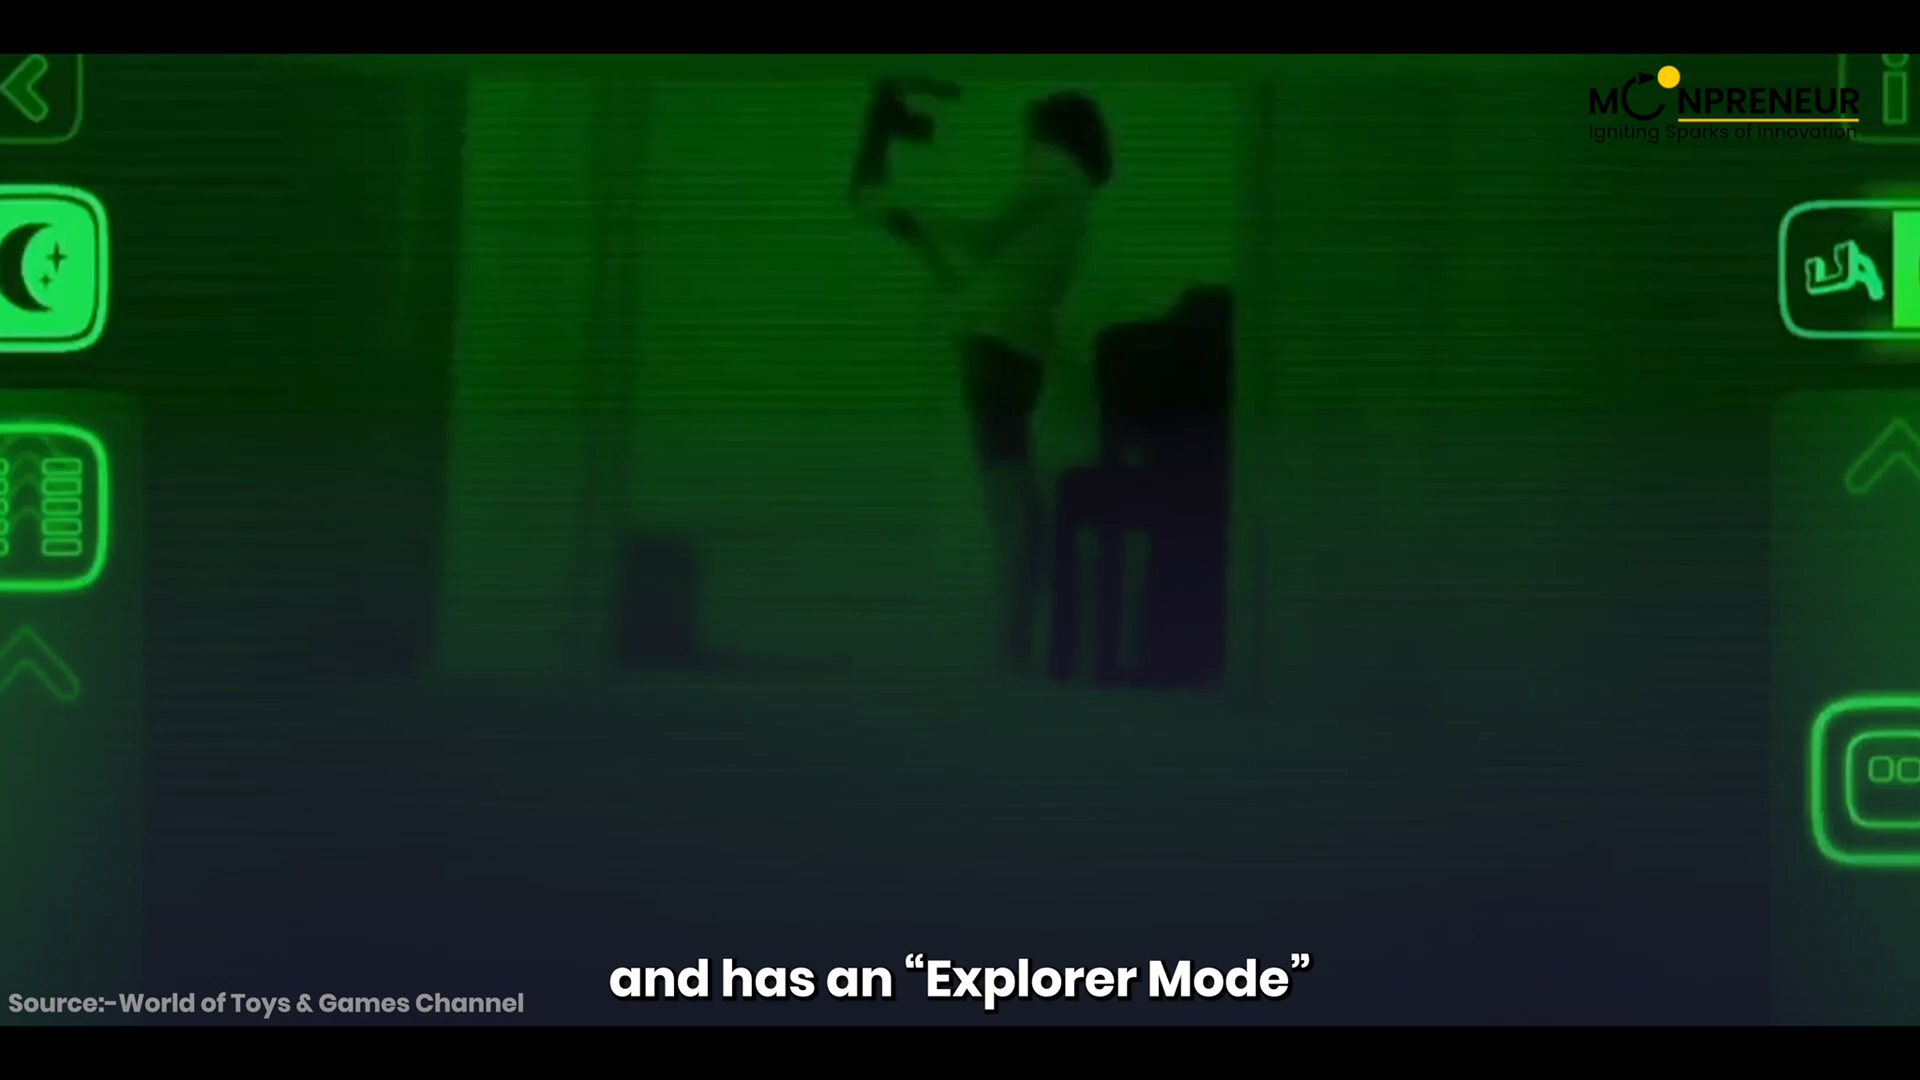 MOONPRENEUR
Igniting Sparks of Innovation
and has an “Explorer Mode”
Source:-World of Toys & Games Channel